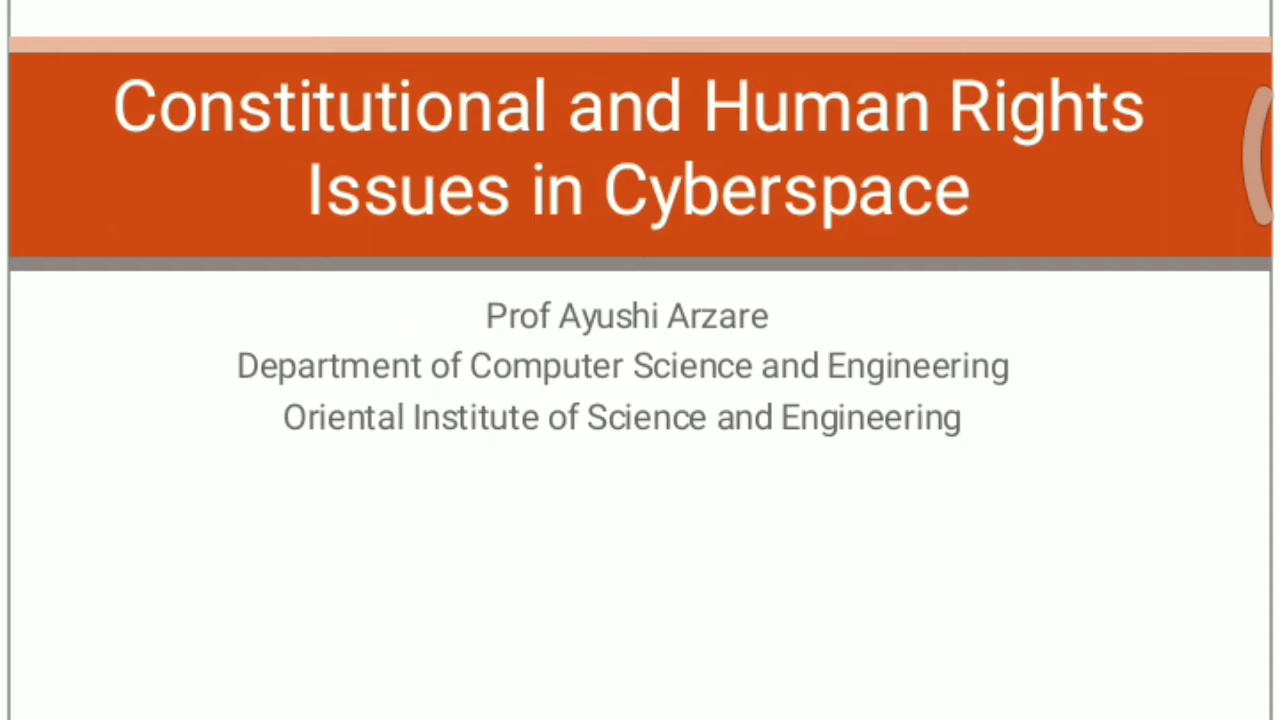 Constitutional and Human Rights
Issues in Cyberspace
Prof Ayushi Arzare
Department of Computer Science and Engineering
Oriental Institute of Science and Engineering